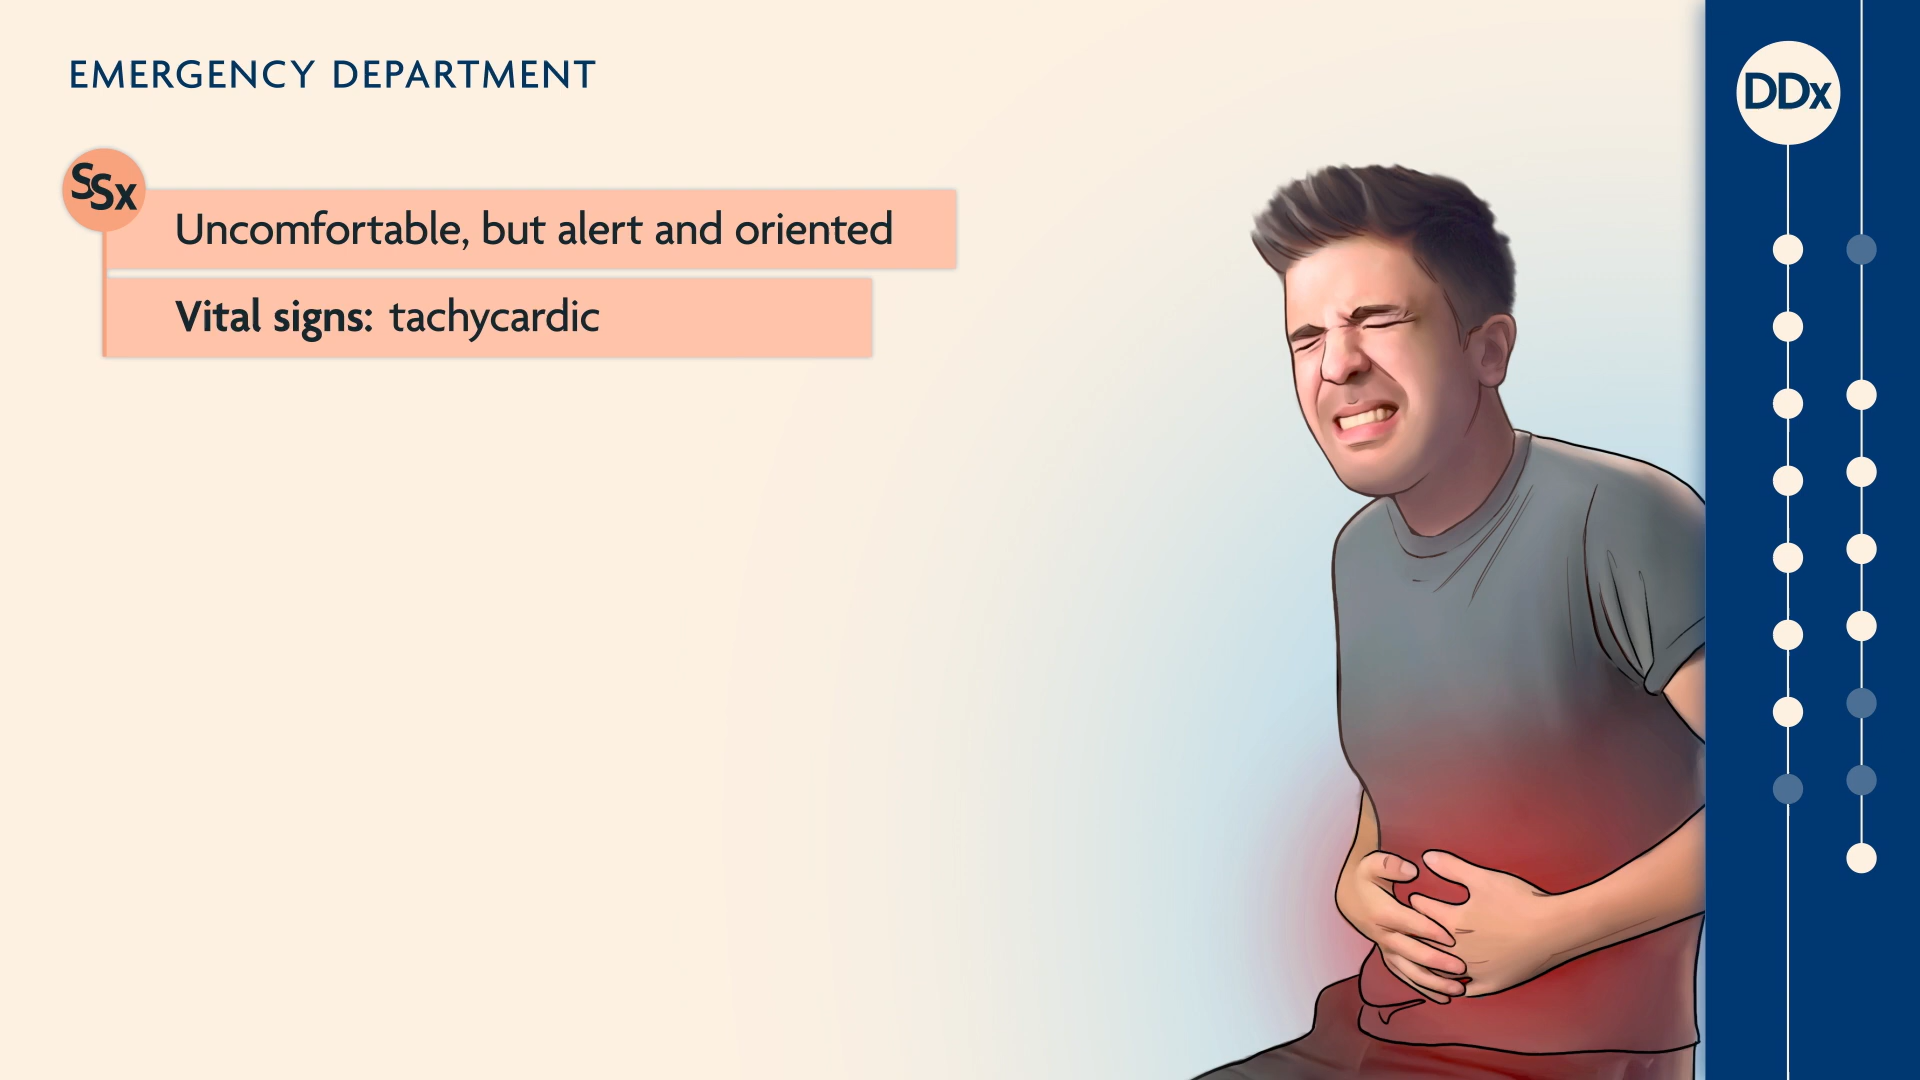 EMERGENCY DEPARTMENT
DDx
SSx
Uncomfortable, but alert and oriented
Vital signs: tachycardic